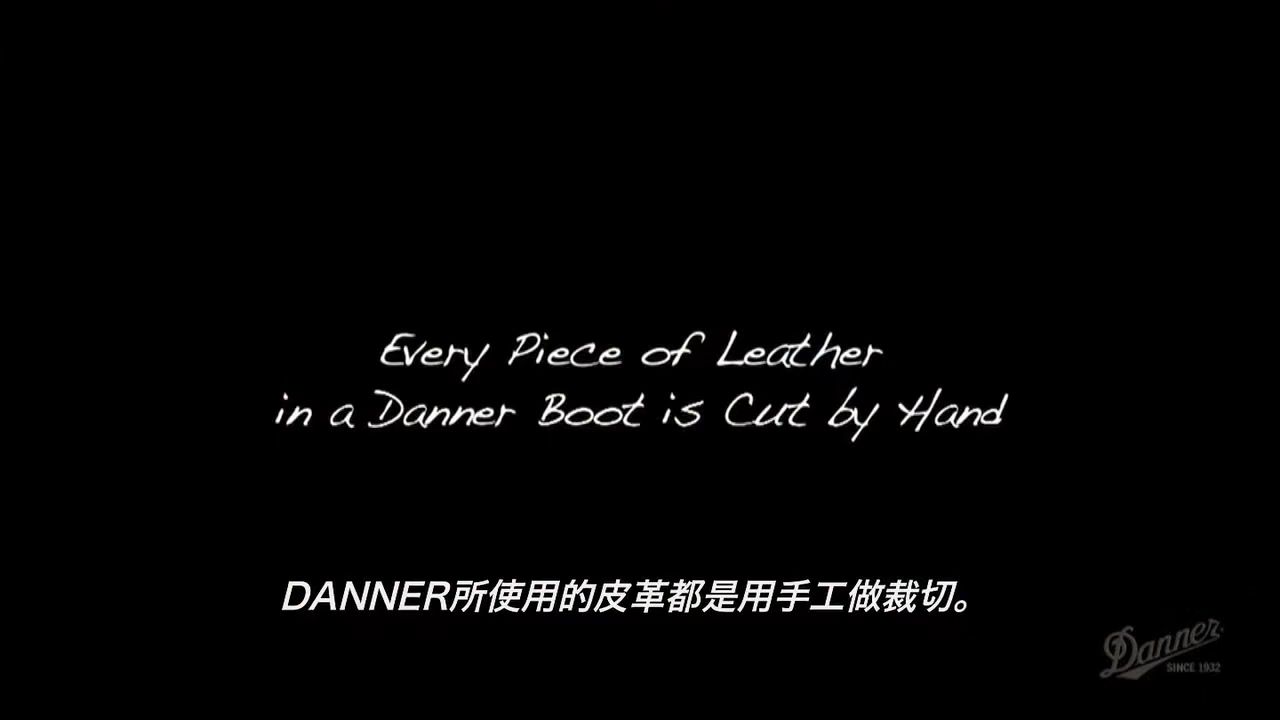 Every Piece of Leather
in a Danner Boot is Cut by Hand
DANNER所使用的皮革都是用手工做裁切。
Danner
SINCE 1932